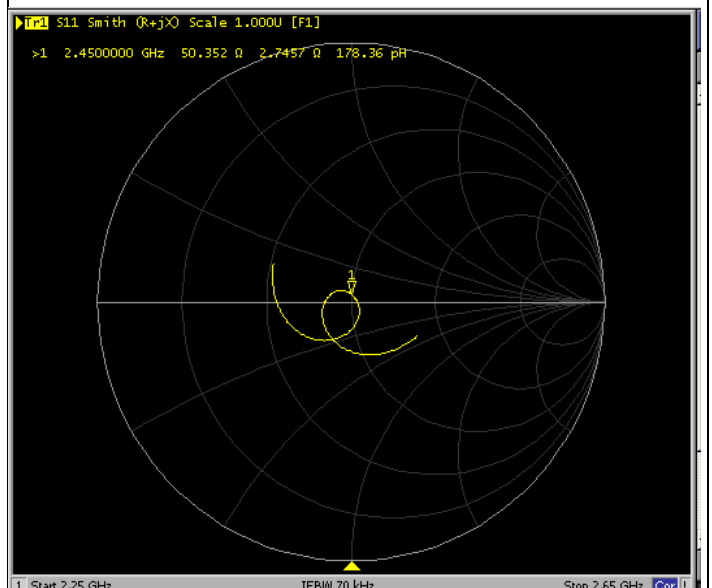 Tr1 S11 Smith (R+jX) Scale 1.000U [F1]
>1 2.4500000 GHz 50.352 Ω 2.7457 Ω 178.36 pH
1
1 Start 2.25 GHz IFBW 70 kHz Stop 2.65 GHz Cor